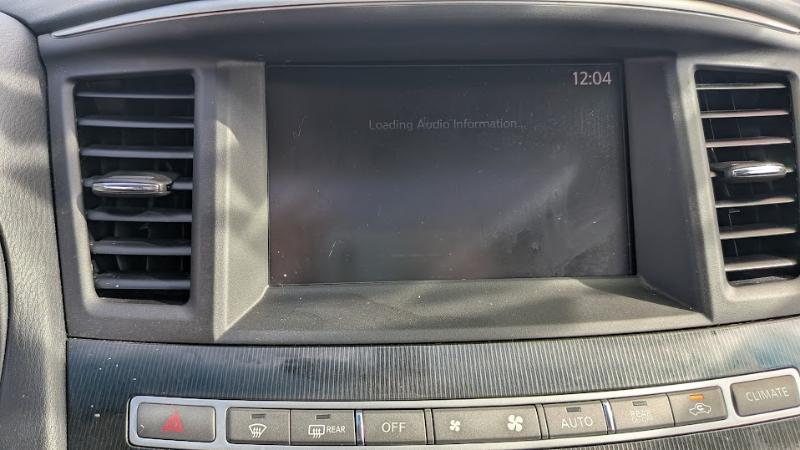 12:04
Loading Audio Information...
REAR
OFF
AUTO
REAR
CLIMATE